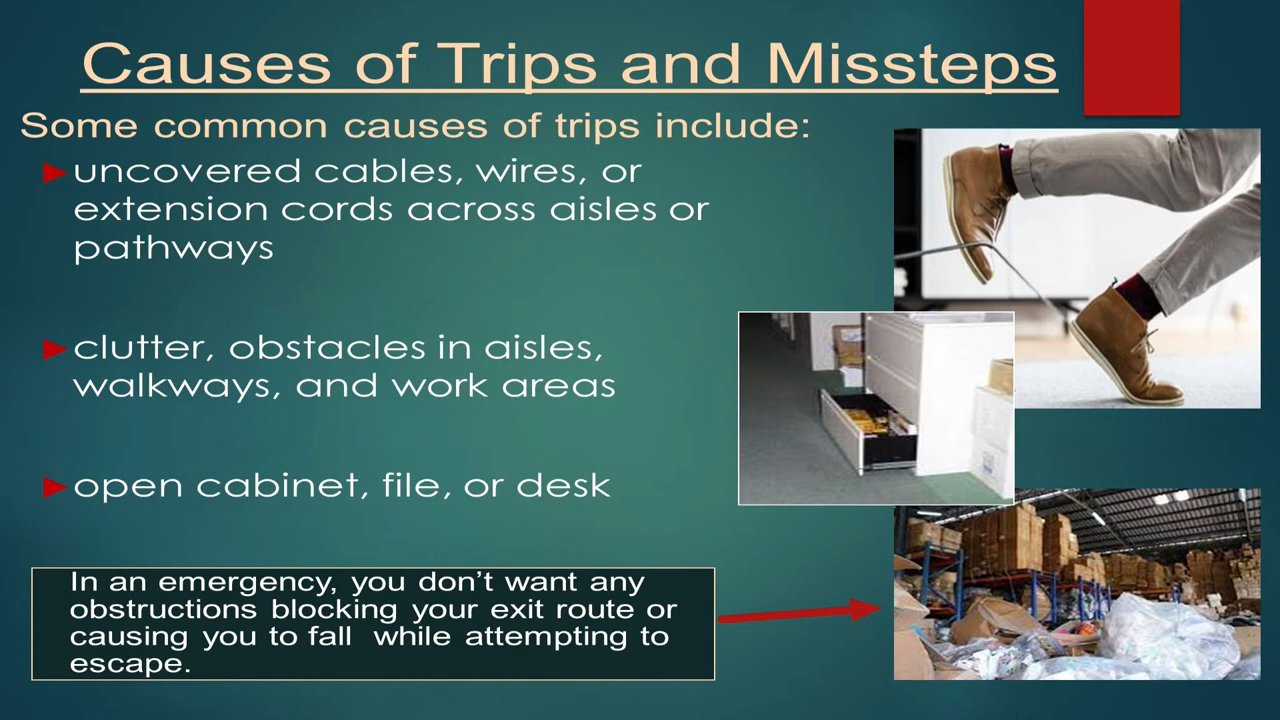 Causes of Trips and Missteps
Some common causes of trips include:
uncovered cables, wires, or
extension cords across aisles or
pathways
clutter, obstacles in aisles,
walkways, and work areas
open cabinet, file, or desk
In an emergency, you don’t want any
obstructions blocking your exit route or
causing you to fall  while attempting to
escape.